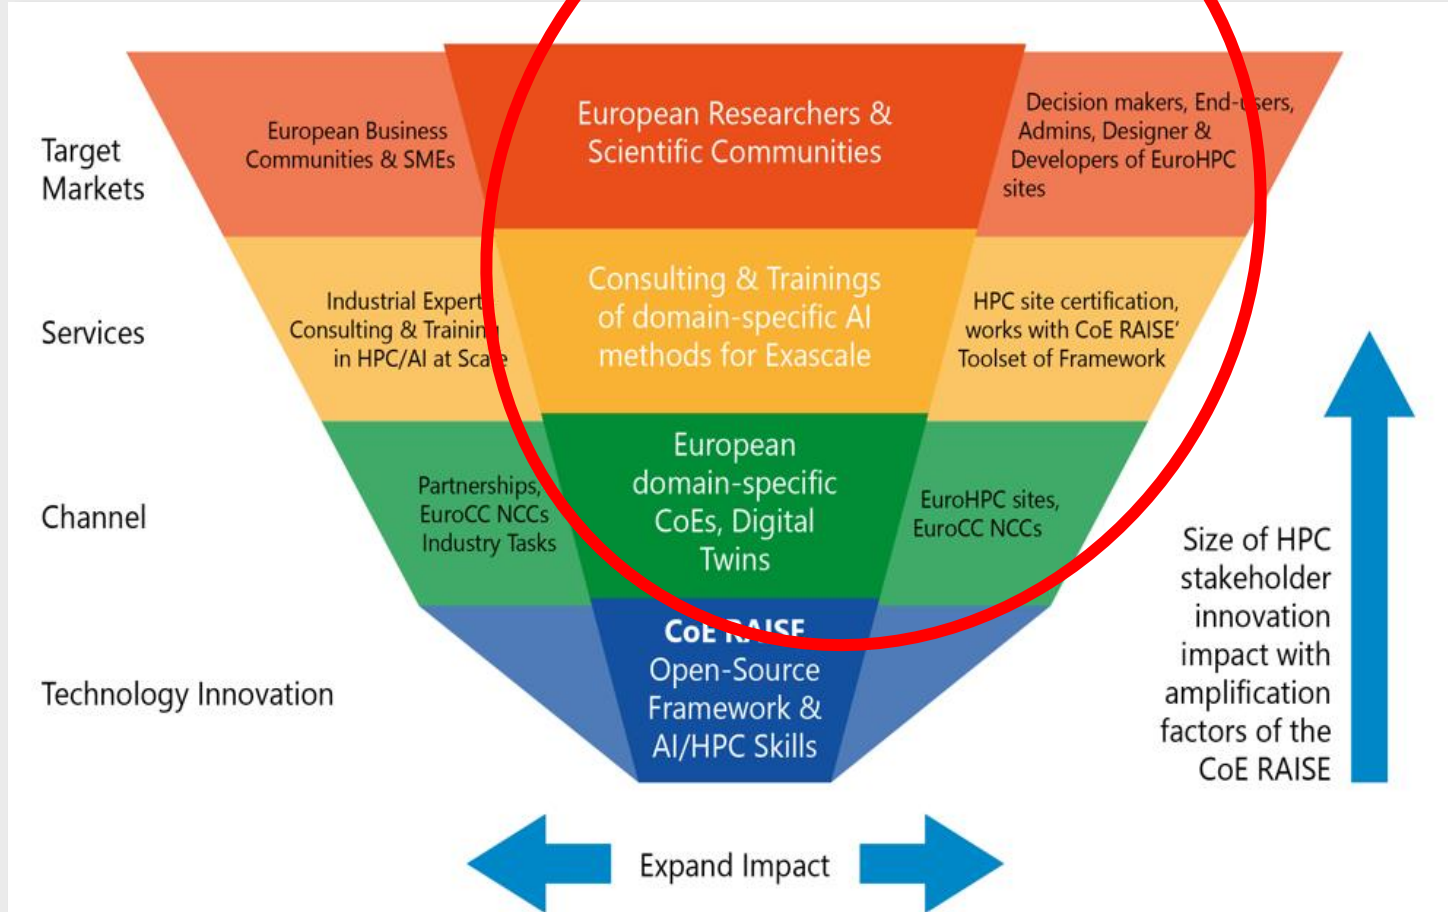 Target
Markets
European Business
Communities & SMEs
European Researchers &
Scientific Communities
Decision makers, End-users,
Admins, Designer &
Developers of EuroHPC
sites
Services
Industrial Expert
Consulting & Training
in HPC/AI at Scale
Consulting & Trainings
of domain-specific AI
methods for Exascale
HPC site certification,
works with CoE RAISE'
Toolset of Framework
Channel
Partnerships,
EuroCC NCCs
Industry Tasks
European
domain-specific
CoEs, Digital
Twins
EuroHPC sites,
EuroCC NCCs
Technology Innovation
CoE RAISE
Open-Source
Framework &
AI/HPC Skills
Size of HPC
stakeholder
innovation
impact with
amplification
factors of the
CoE RAISE
Expand Impact